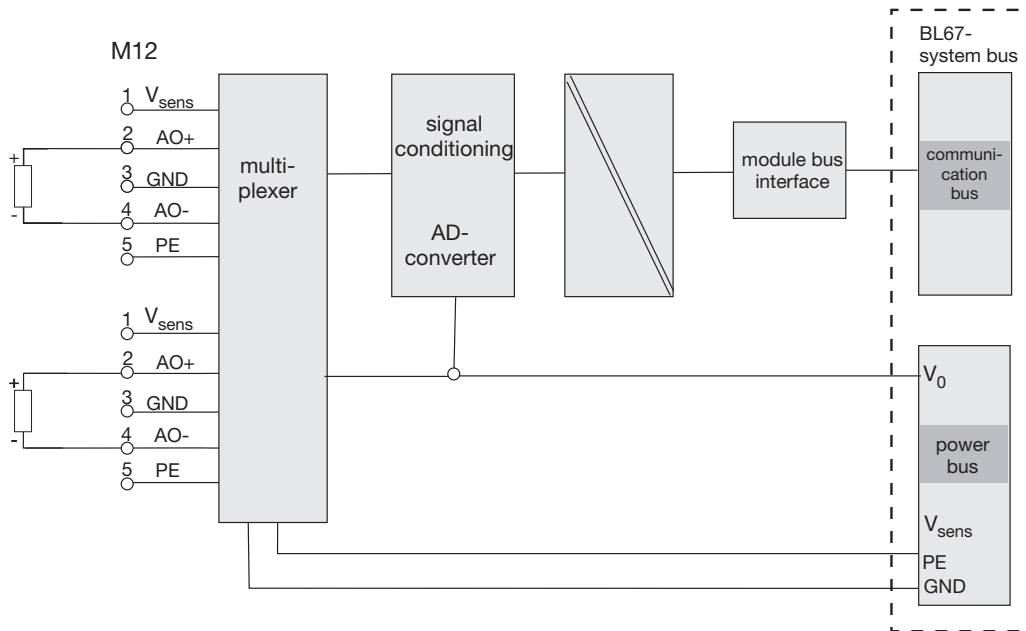 BL67-
system bus
M12
1 Vsens
2 AO+
3 GND
4 AO-
5 PE
+
-
multi-
plexer
signal
conditioning
AD-
converter
module bus
interface
communi-
cation
bus
1 Vsens
2 AO+
3 GND
4 AO-
5 PE
+
-
V0
power
bus
Vsens
PE
GND